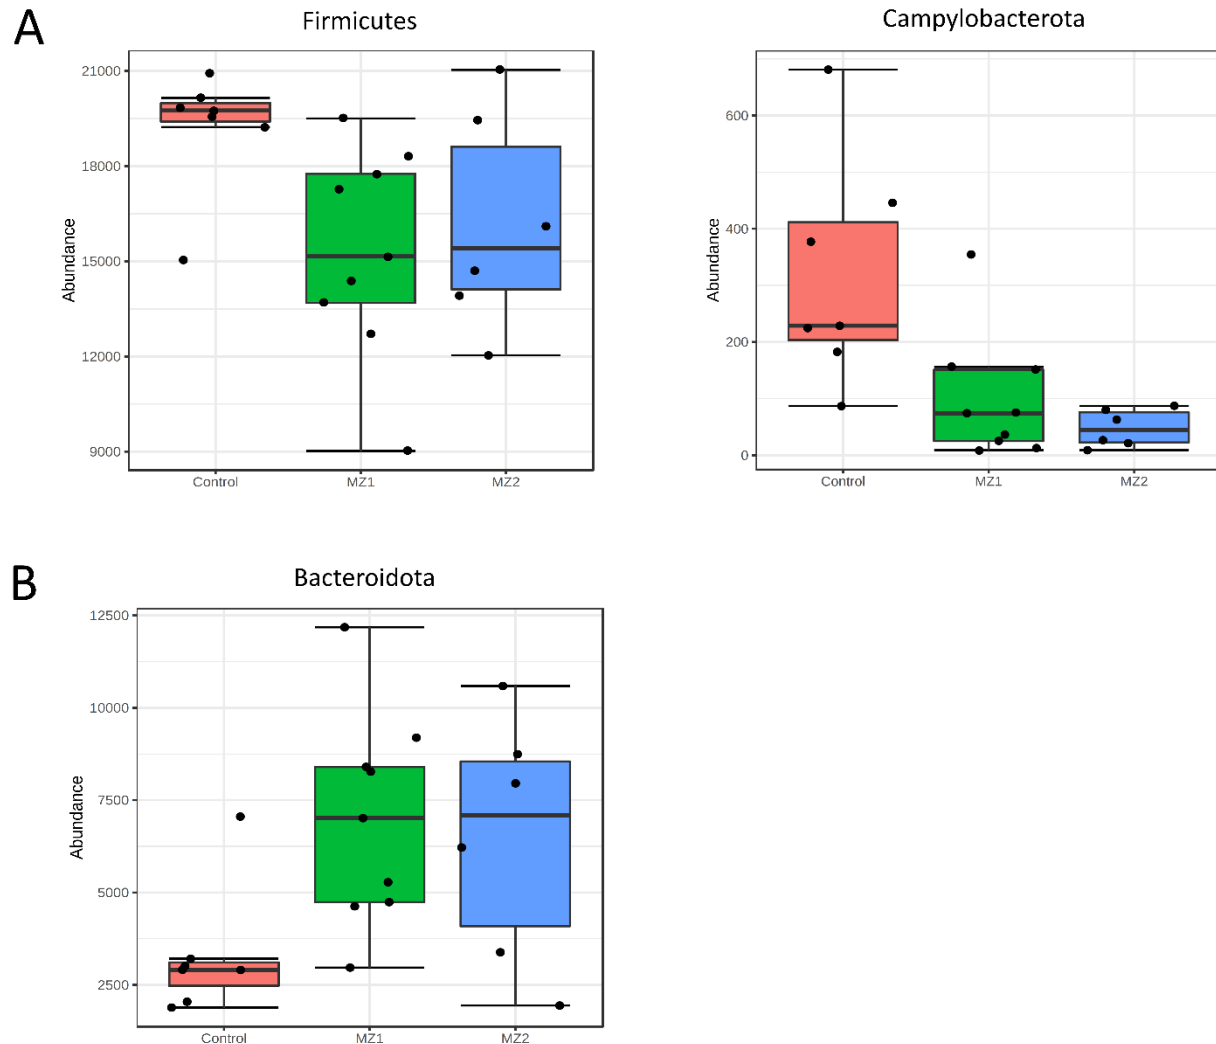 A
Firmicutes
Abundance
21000
18000
15000
12000
9000
Control
MZ1
MZ2
Campylobacterota
Abundance
600
400
200
0
Control
MZ1
MZ2
B
Bacteroidota
Abundance
12500
10000
7500
5000
2500
Control
MZ1
MZ2